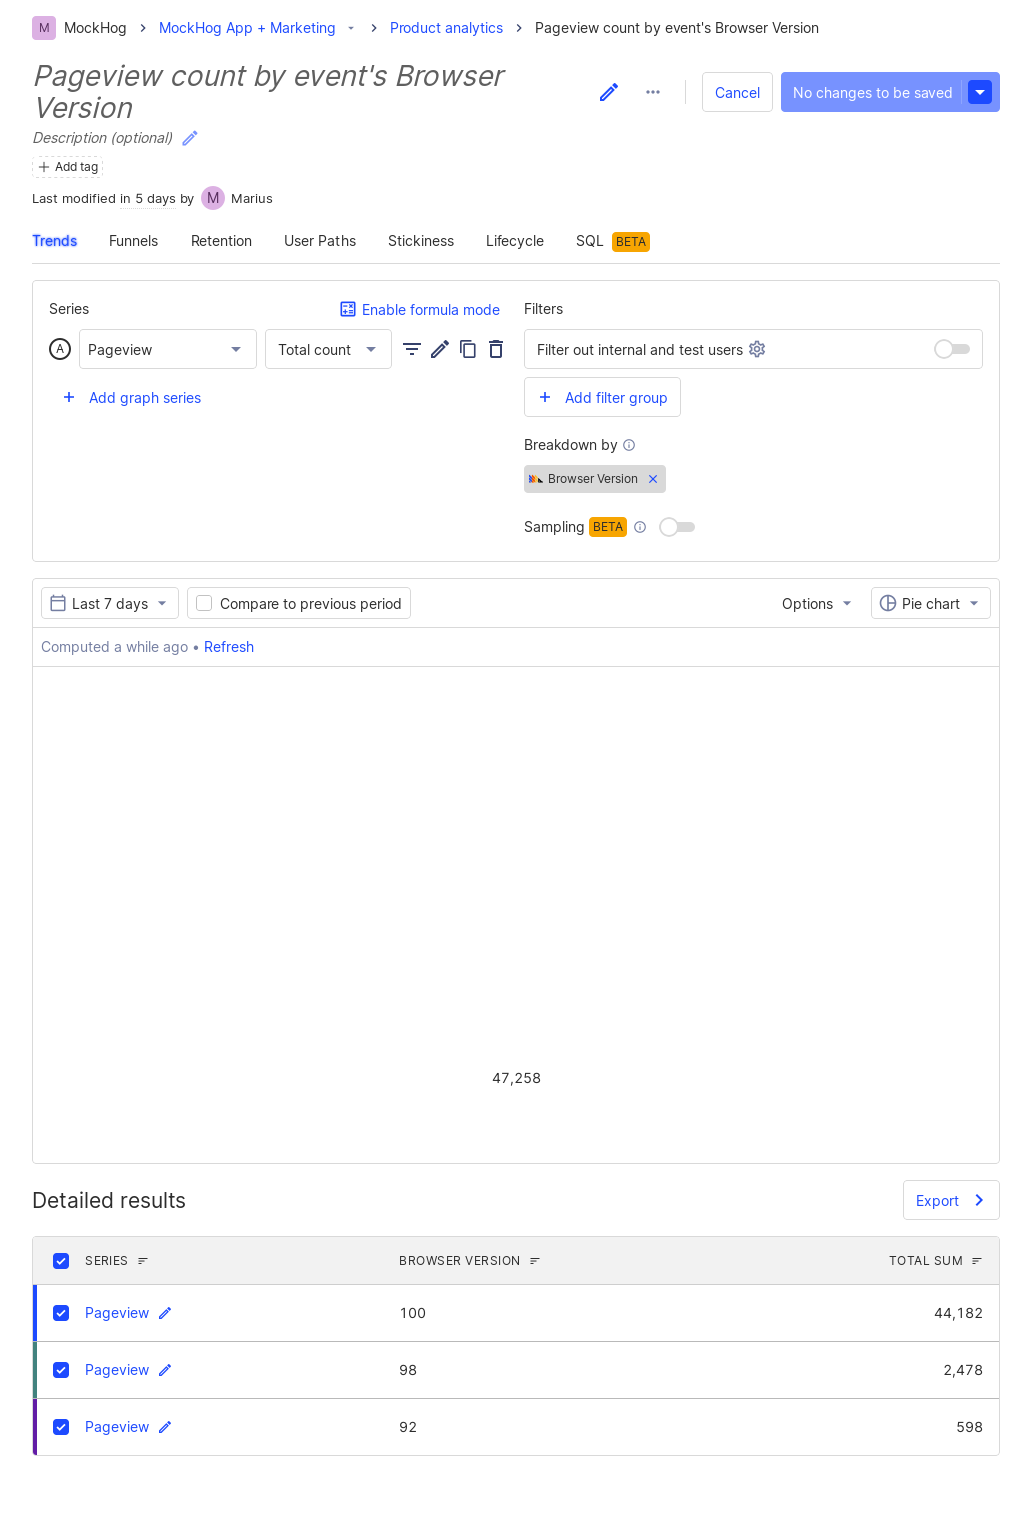 M MockHog MockHog App + Marketing Product analytics Pageview count by event's Browser Version
Pageview count by event's Browser
Version
Cancel No changes to be saved
Description (optional)
Add tag
Last modified in 5 days by M Marius
Trends Funnels Retention User Paths Stickiness Lifecycle SQL BETA
Series Enable formula mode
A Pageview Total count
Add graph series
Filters
Filter out internal and test users
Add filter group
Breakdown by
Browser Version
Sampling BETA
Last 7 days Compare to previous period Options Pie chart
Computed a while ago • Refresh
47,258
Detailed results Export
SERIES BROWSER VERSION TOTAL SUM
Pageview 100 44,182
Pageview 98 2,478
Pageview 92 598